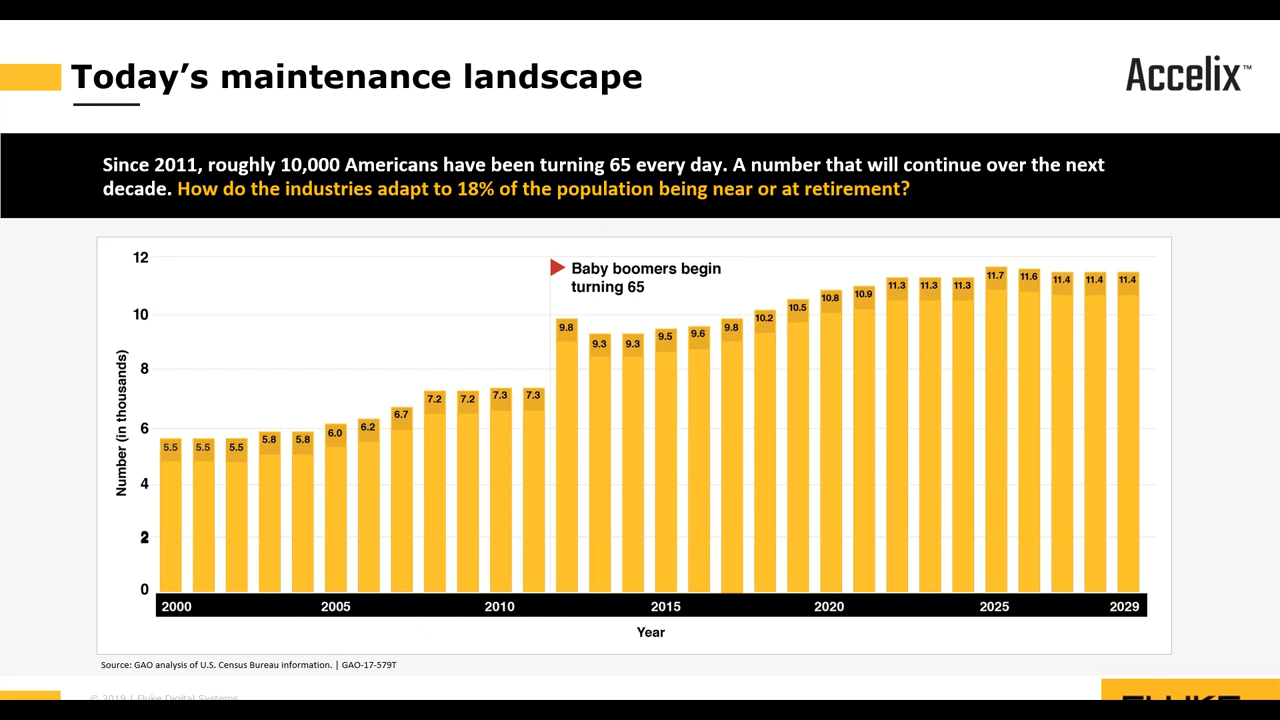 Today's maintenance landscape
Accelix™
Since 2011, roughly 10,000 Americans have been turning 65 every day. A number that will continue over the next
decade. How do the industries adapt to 18% of the population being near or at retirement?
Baby boomers begin
turning 65
Number (in thousands)
12
10
8
6
4
2
0
5.5 5.5 5.5 5.8 5.8 6.0 6.2 6.7 7.2 7.2 7.3 7.3 9.8 9.3 9.3 9.5 9.6 9.8 10.2 10.5 10.8 10.9 11.3 11.3 11.3 11.7 11.6 11.4 11.4 11.4
2000 2005 2010 2015 2020 2025 2029
Year
Source: GAO analysis of U.S. Census Bureau information. | GAO-17-579T
© 2019 | Fluke Digital Systems
FLUKE